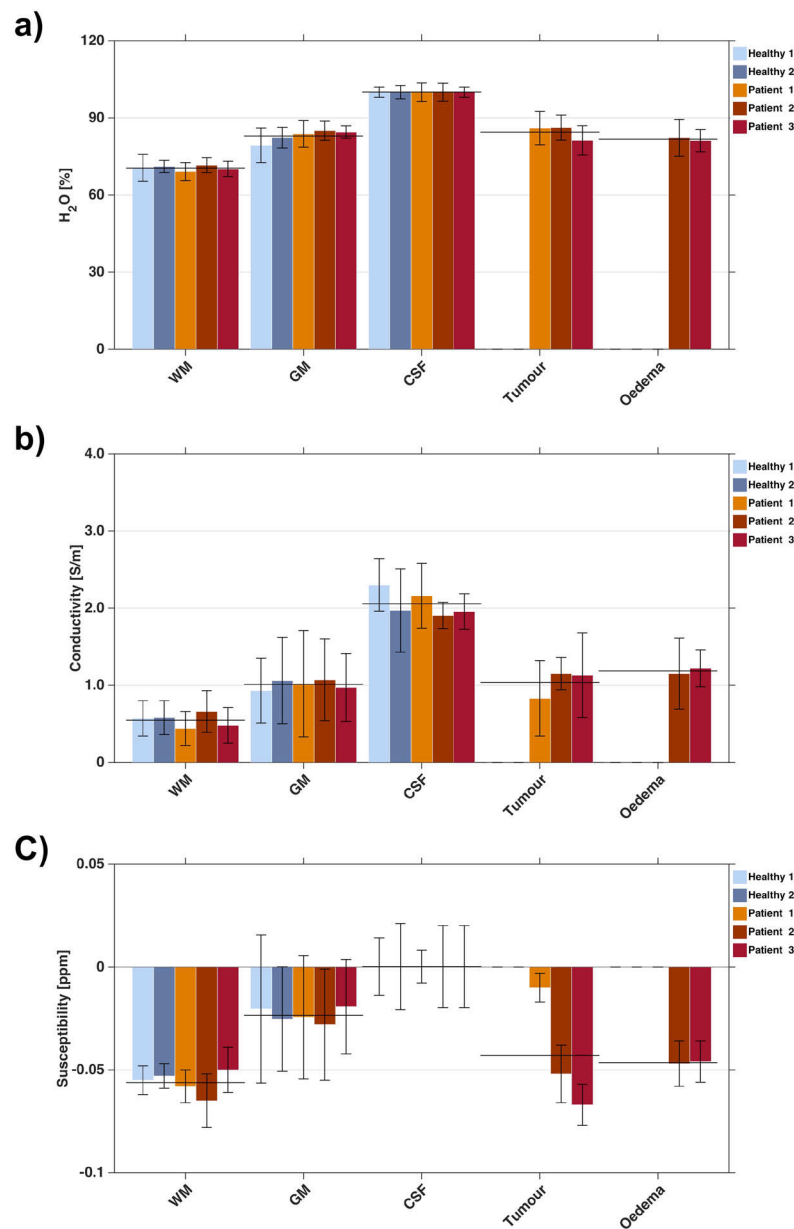 a)
120
90
60
30
0
H2O [%]
WM
GM
CSF
Tumour
Oedema
Healthy 1
Healthy 2
Patient 1
Patient 2
Patient 3
b)
4.0
3.0
2.0
1.0
0
Conductivity [S/m]
WM
GM
CSF
Tumour
Oedema
Healthy 1
Healthy 2
Patient 1
Patient 2
Patient 3
C)
0.05
0
-0.05
-0.1
Susceptibility [ppm]
WM
GM
CSF
Tumour
Oedema
Healthy 1
Healthy 2
Patient 1
Patient 2
Patient 3